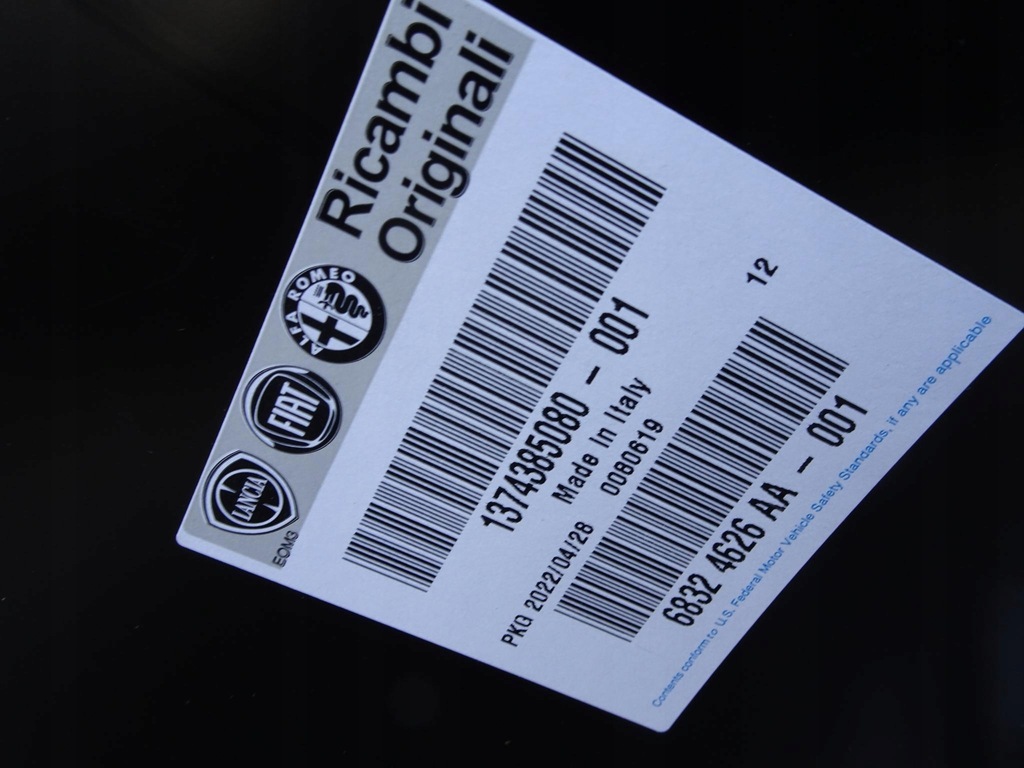 LANCIA
FIAT
ALFA ROMEO
Ricambi
Originali
EOM3
1374385080 - 001
Made In Italy
PKG 2022/04/28
0080619
12
6832 4626 AA - 001
Contents conform to U.S. Federal Motor Vehicle Safety Standards, if any are applicable